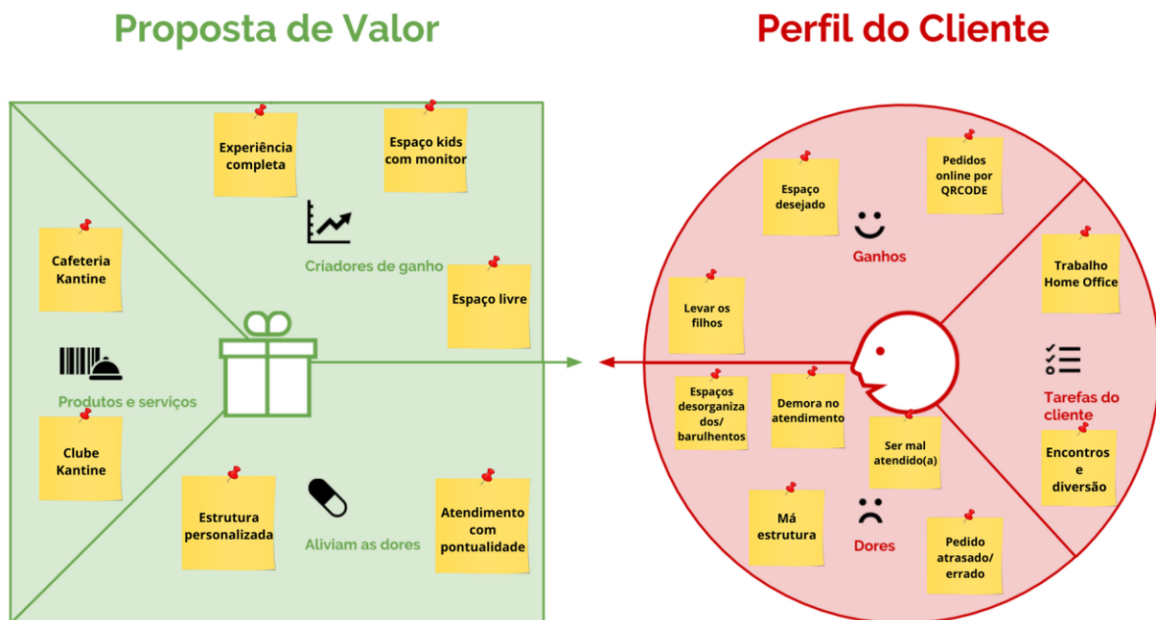 Proposta de Valor
Experiência
completa
Espaço kids
com monitor
Criadores de ganho
Cafeteria
Kantine
Espaço livre
Produtos e serviços
Clube
Kantine
Estrutura
personalizada
Aliviam as dores
Atendimento
com
pontualidade
Perfil do Cliente
Espaço
desejado
Pedidos
online por
QRCODE
Ganhos
Levar os
filhos
Trabalho
Home Office
Tarefas do
cliente
Encontros
e
diversão
Espaços
desorganiza
dos/
barulhentos
Demora no
atendimento
Ser mal
atendido(a)
Má
estrutura
Dores
Pedido
atrasado/
errado